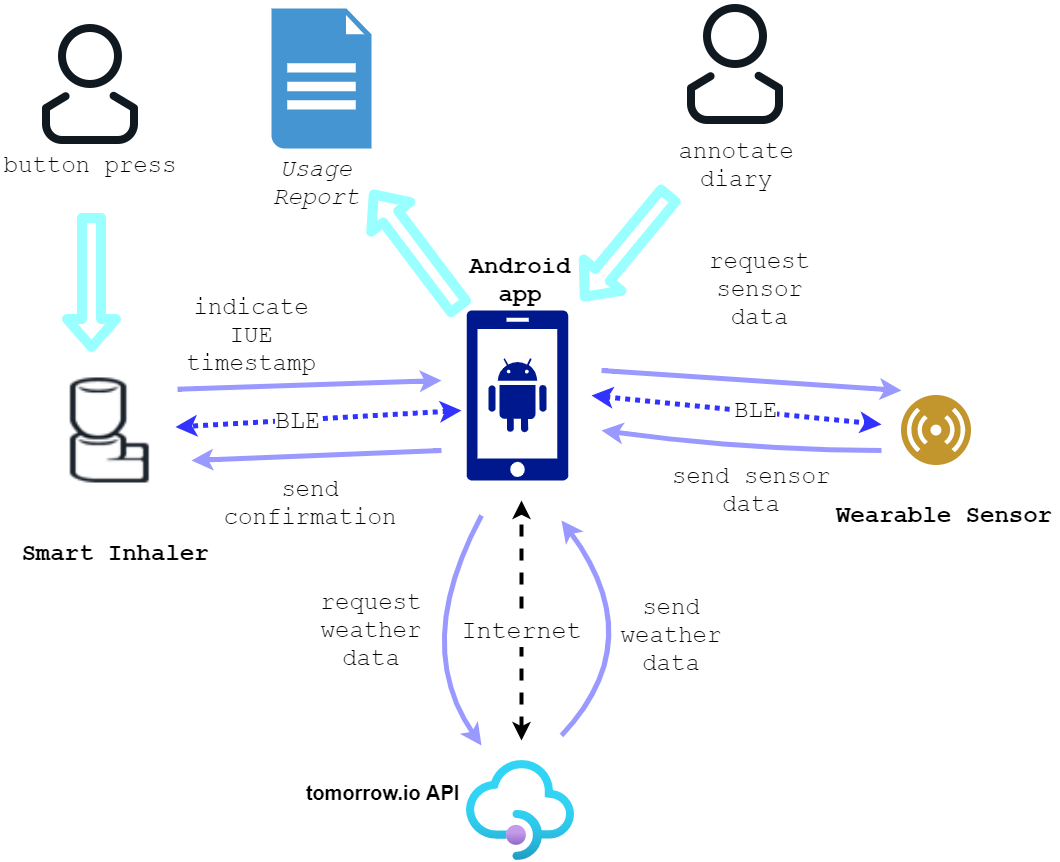 button press
Usage
Report
annotate
diary
Android
app
request
sensor
data
indicate
IUE
timestamp
BLE
BLE
send
confirmation
send sensor
data
Smart Inhaler
Wearable Sensor
request
weather
data
Internet
send
weather
data
tomorrow.io API